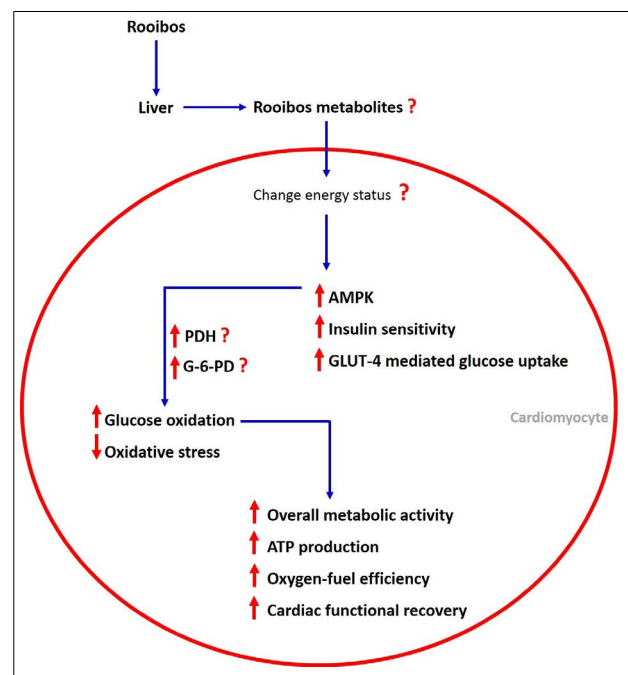 Rooibos
Liver
Rooibos metabolites ?
Change energy status ?
AMPK
Insulin sensitivity
GLUT-4 mediated glucose uptake
PDH ?
G-6-PD ?
Glucose oxidation
Oxidative stress
Cardiomyocyte
Overall metabolic activity
ATP production
Oxygen-fuel efficiency
Cardiac functional recovery